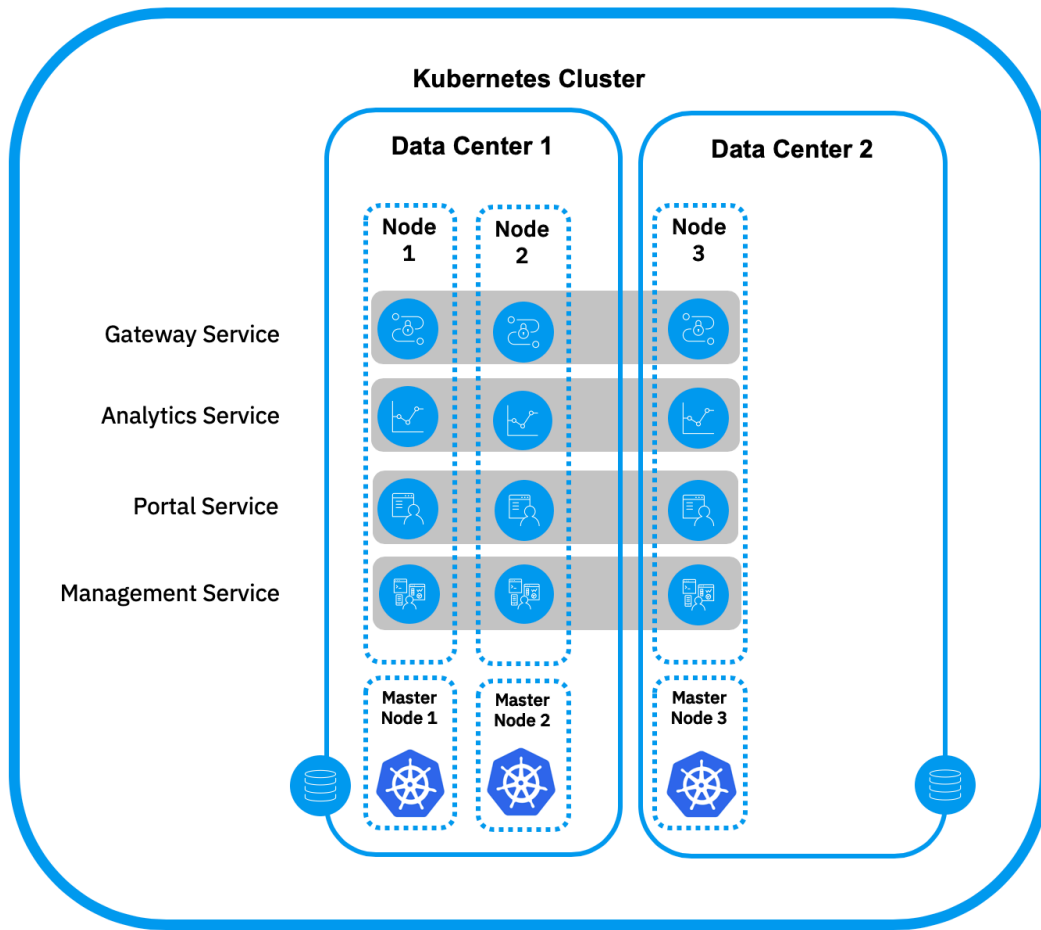 Kubernetes Cluster
Data Center 1
Data Center 2
Node
1
Node
2
Node
3
Gateway Service
Analytics Service
Portal Service
Management Service
Master
Node 1
Master
Node 2
Master
Node 3